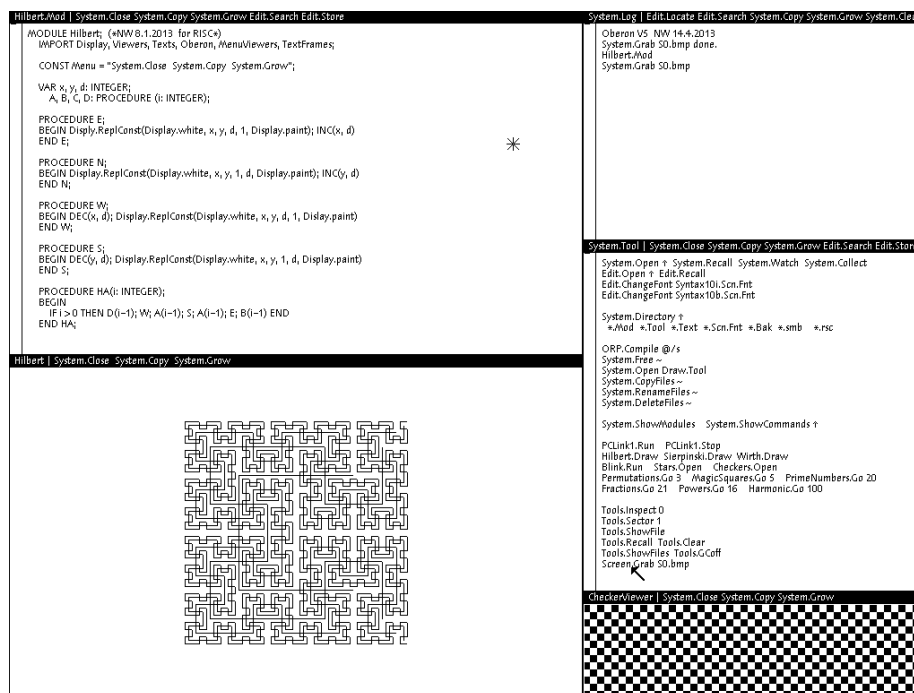 Hilbert.Mod | System.Close System.Copy System.Grow Edit.Search Edit.Store
MODULE Hilbert; (*NW 8.1.2013 for RISC*)
IMPORT Display, Viewers, Texts, Oberon, MenuViewers, TextFrames;
CONST Menu = "System.Close System.Copy System.Grow";
VAR x, y, d: INTEGER;
A, B, C, D: PROCEDURE (i: INTEGER);
PROCEDURE E;
BEGIN Disply.ReplConst(Display.white, x, y, d, 1, Display.paint); INC(x, d)
END E;
PROCEDURE N;
BEGIN Display.ReplConst(Display.white, x, y, 1, d, Display.paint); INC(y, d)
END N;
PROCEDURE W;
BEGIN DEC(x, d); Display.ReplConst(Display.white, x, y, d, 1, Dislay.paint)
END W;
PROCEDURE S;
BEGIN DEC(y, d); Display.ReplConst(Display.white, x, y, 1, d, Display.paint)
END S;
PROCEDURE HA(i: INTEGER);
BEGIN
IF i > 0 THEN D(i-1); W; A(i-1); S; A(i-1); E; B(i-1) END
END HA;
Hilbert | System.Close System.Copy System.Grow
System.Log | Edit.Locate Edit.Search System.Copy System.Grow System.Clea
Oberon V5 NW 14.4.2013
System.Grab S0.bmp done.
Hilbert.Mod
System.Grab S0.bmp
System.Tool | System.Close System.Copy System.Grow Edit.Search Edit.Store
System.Open ↑ System.Recall System.Watch System.Collect
Edit.Open ↑ Edit.Recall
Edit.ChangeFont Syntax10i.Scn.Fnt
Edit.ChangeFont Syntax10b.Scn.Fnt
System.Directory ↑
*.Mod *.Tool *.Text *.Scn.Fnt *.Bak *.smb *.rsc
ORP.Compile @/s
System.Free ~
System.Open Draw.Tool
System.CopyFiles ~
System.RenameFiles ~
System.DeleteFiles ~
System.ShowModules System.ShowCommands ↑
PCLink1.Run PCLink1.Stop
Hilbert.Draw Sierpinski.Draw Wirth.Draw
Blink.Run Stars.Open Checkers.Open
Permutations.Go 3 MagicSquares.Go 5 PrimeNumbers.Go 20
Fractions.Go 21 Powers.Go 16 Harmonic.Go 100
Tools.Inspect 0
Tools.Sector 1
Tools.ShowFile
Tools.Recall Tools.Clear
Tools.ShowFiles Tools.GCoff
Screen.Grab S0.bmp
CheckerViewer | System.Close System.Copy System.Grow